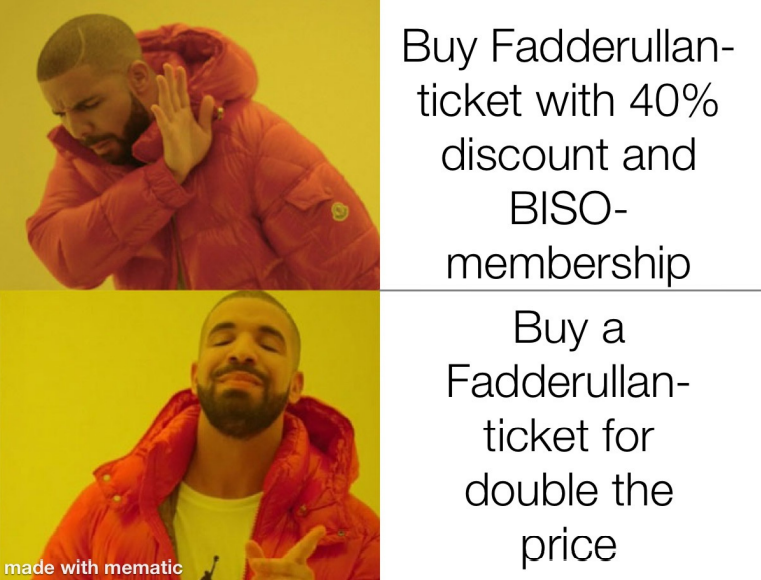 Buy Fadderullan-
ticket with 40%
discount and
BISO-
membership
Buy a
Fadderullan-
ticket for
double the
price
made with mematic